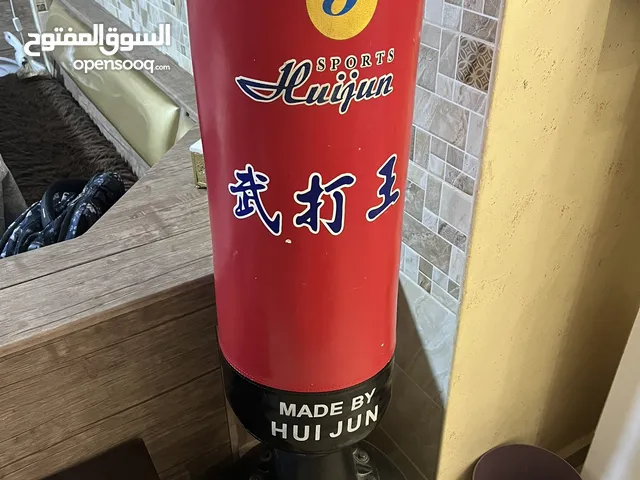 السوق المفتوح
opensooq.com
SPORTS
Huijun
武打王
MADE BY
HUI JUN